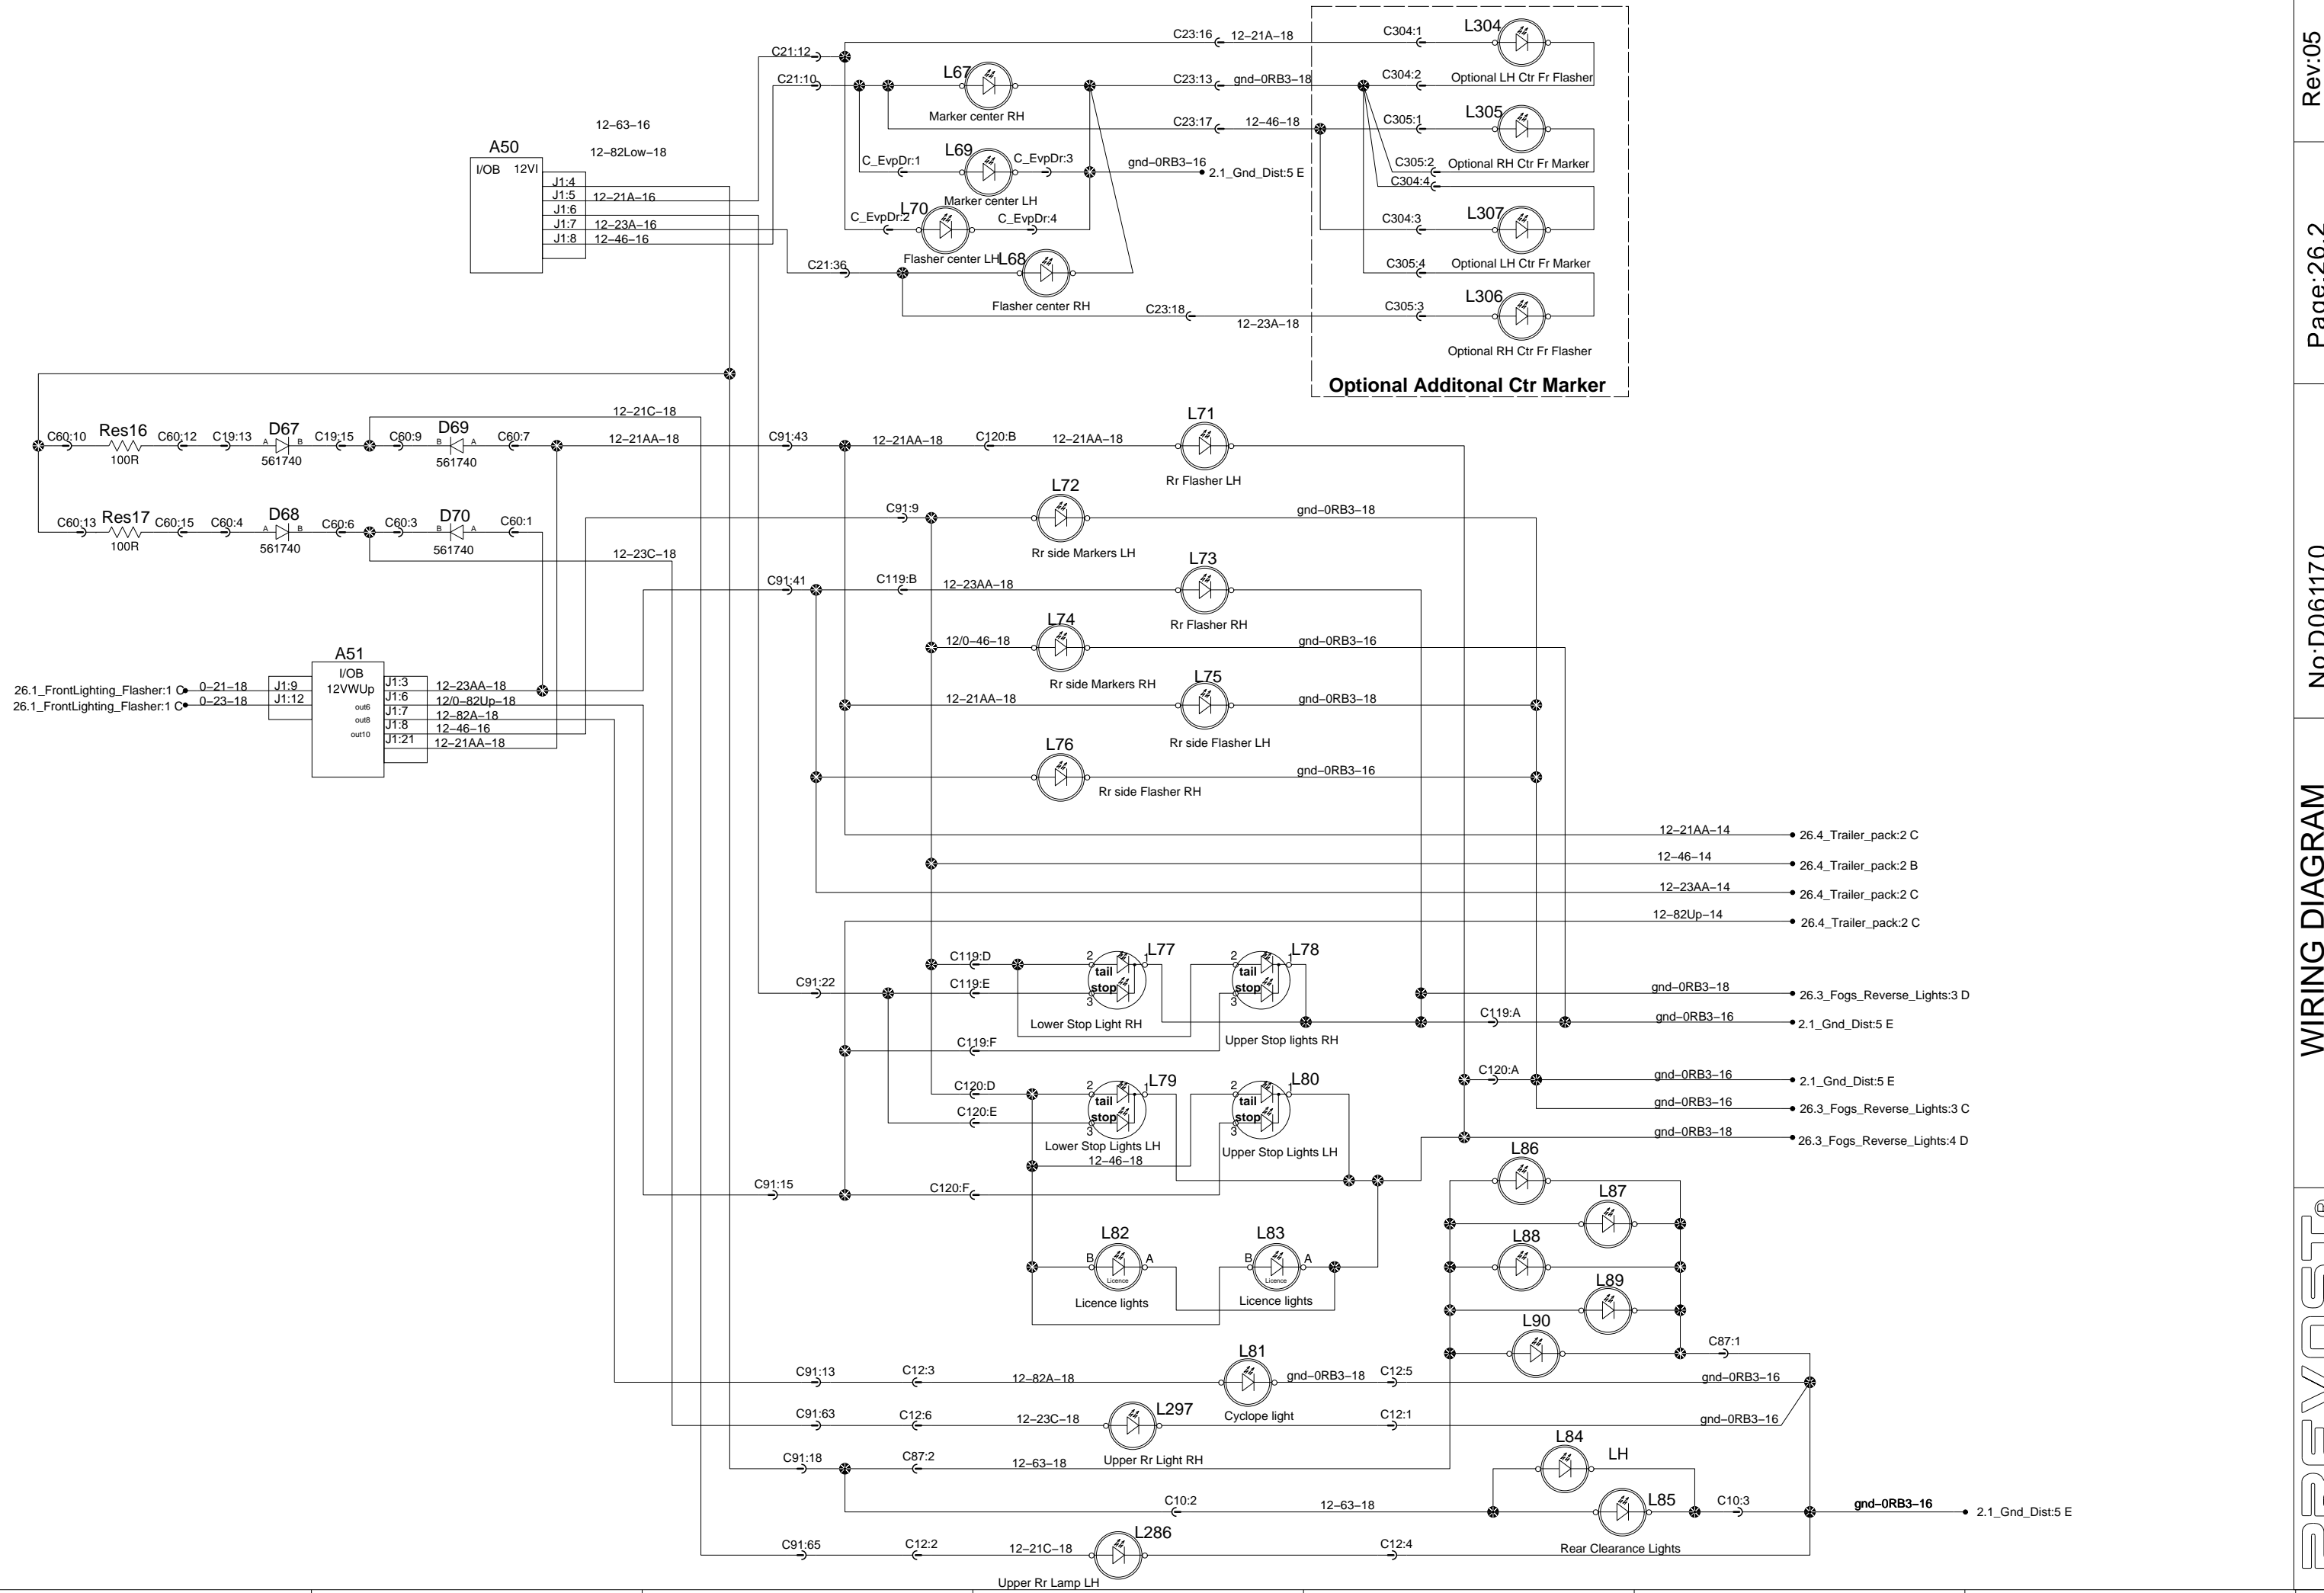 C23:16 12-21A-18 C304:1 L304
C21:12
C21:10 L67 C23:13 gnd-0RB3-18 C304:2 Optional LH Ctr Fr Flasher
Marker center RH
L305
12-63-16 C23:17 12-46-18 C305:1
A50 12-82Low-18
I/OB 12VI
C_EvpDr:1 L69 C_EvpDr:3 gnd-0RB3-16 2.1_Gnd_Dist:5 E
C305:2 Optional RH Ctr Fr Marker
J1:4 C304:4
J1:5 12-21A-16 Marker center LH
J1:6
J1:7 12-23A-16
J1:8 12-46-16
C_EvpDr:2 L70 C_EvpDr:4 C304:3 L307
Flasher center LH L68
C21:36 C305:4 Optional LH Ctr Fr Marker
Flasher center RH C23:18 12-23A-18 C305:3 L306
Optional RH Ctr Fr Flasher
Optional Additonal Ctr Marker
12-21C-18 L71
C60:10 Res16 C60:12 C19:13 A D67 B C19:15 C60:9 B D69 A C60:7 12-21AA-18 C91:43 12-21AA-18 C120:B 12-21AA-18
100R 561740 561740
Rr Flasher LH
L72
C60:13 Res17 C60:15 C60:4 A D68 B C60:6 C60:3 B D70 A C60:1 C91:9 gnd-0RB3-18
100R 561740 561740
12-23C-18 Rr side Markers LH
L73
C91:41 C119:B 12-23AA-18
L74 Rr Flasher RH
12/0-46-18 gnd-0RB3-16
A51
I/OB
12VWUp
out6
out8
out10
26.1_FrontLighting_Flasher:1 C 0-21-18 J1:9
26.1_FrontLighting_Flasher:1 C 0-23-18 J1:12
J1:3 12-23AA-18
J1:6 12/0-82Up-18
J1:7 12-82A-18
J1:8 12-46-16
J1:21 12-21AA-18
Rr side Markers RH L75
12-21AA-18 gnd-0RB3-18
Rr side Flasher LH
L76
gnd-0RB3-16
Rr side Flasher RH
12-21AA-14 26.4_Trailer_pack:2 C
12-46-14 26.4_Trailer_pack:2 B
12-23AA-14 26.4_Trailer_pack:2 C
12-82Up-14 26.4_Trailer_pack:2 C
C119:D 2 L77 1 2 L78 1
tail tail
C91:22 C119:E stop stop gnd-0RB3-18 26.3_Fogs_Reverse_Lights:3 D
3 3
Lower Stop Light RH C119:A gnd-0RB3-16 2.1_Gnd_Dist:5 E
C119:F Upper Stop lights RH
C120:A gnd-0RB3-16 2.1_Gnd_Dist:5 E
C120:D 2 L79 1 2 L80 1
tail tail gnd-0RB3-16 26.3_Fogs_Reverse_Lights:3 C
C120:E stop stop
3 3
gnd-0RB3-18 26.3_Fogs_Reverse_Lights:4 D
Lower Stop Lights LH Upper Stop Lights LH L86
12-46-18
C91:15 C120:F L87
L82 L83 L88
B A B A
Licence Licence
Licence lights Licence lights
L89
L90
C87:1
L81
C91:13 C12:3 12-82A-18 gnd-0RB3-18 C12:5 gnd-0RB3-16
Cyclope light
C91:63 C12:6 12-23C-18 L297 C12:1 gnd-0RB3-16
Upper Rr Light RH
L84 LH
C91:18 C87:2 12-63-18
C10:2 12-63-18 L85 C10:3 gnd-0RB3-16 2.1_Gnd_Dist:5 E
Rear Clearance Lights
C91:65 C12:2 12-21C-18 L286 C12:4
Upper Rr Lamp LH
Rev:05
Page:26.2
No:D061170
WIRING DIAGRAM
PREVOST®